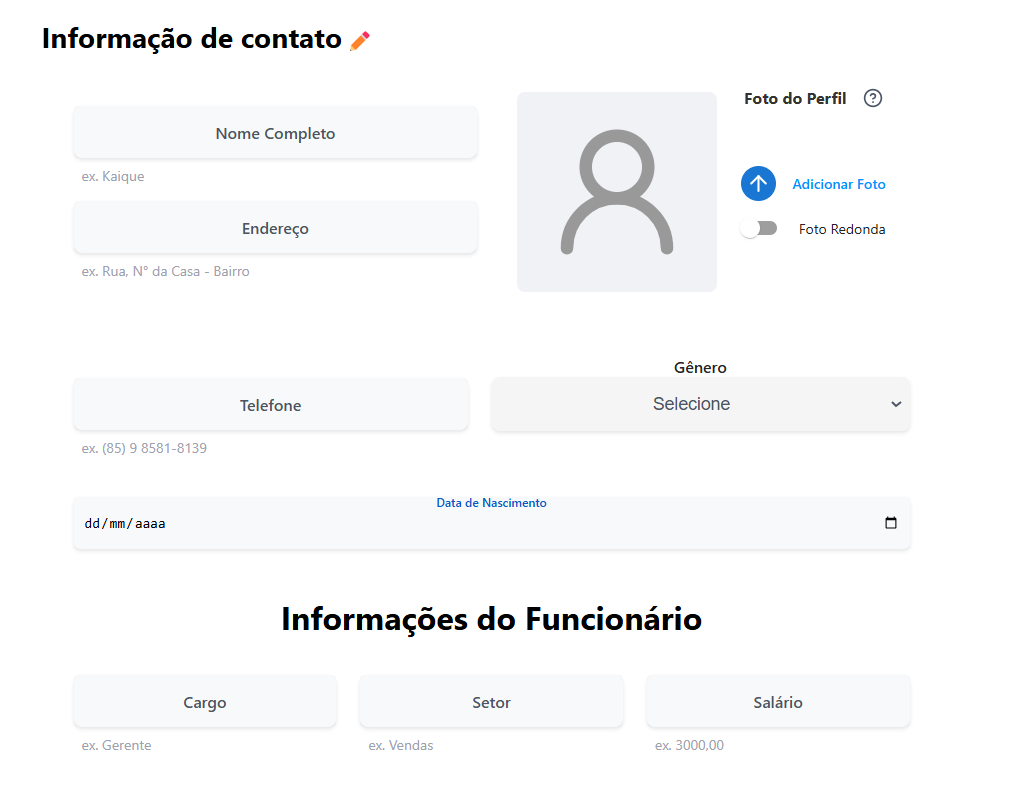 Informação de contato
Nome Completo
ex. Kaique
Endereço
ex. Rua, N° da Casa - Bairro
Foto do Perfil ?
Adicionar Foto
Foto Redonda
Telefone
ex. (85) 9 8581-8139
Gênero
Selecione
Data de Nascimento
dd/mm/aaaa
Informações do Funcionário
Cargo
ex. Gerente
Setor
ex. Vendas
Salário
ex. 3000,00